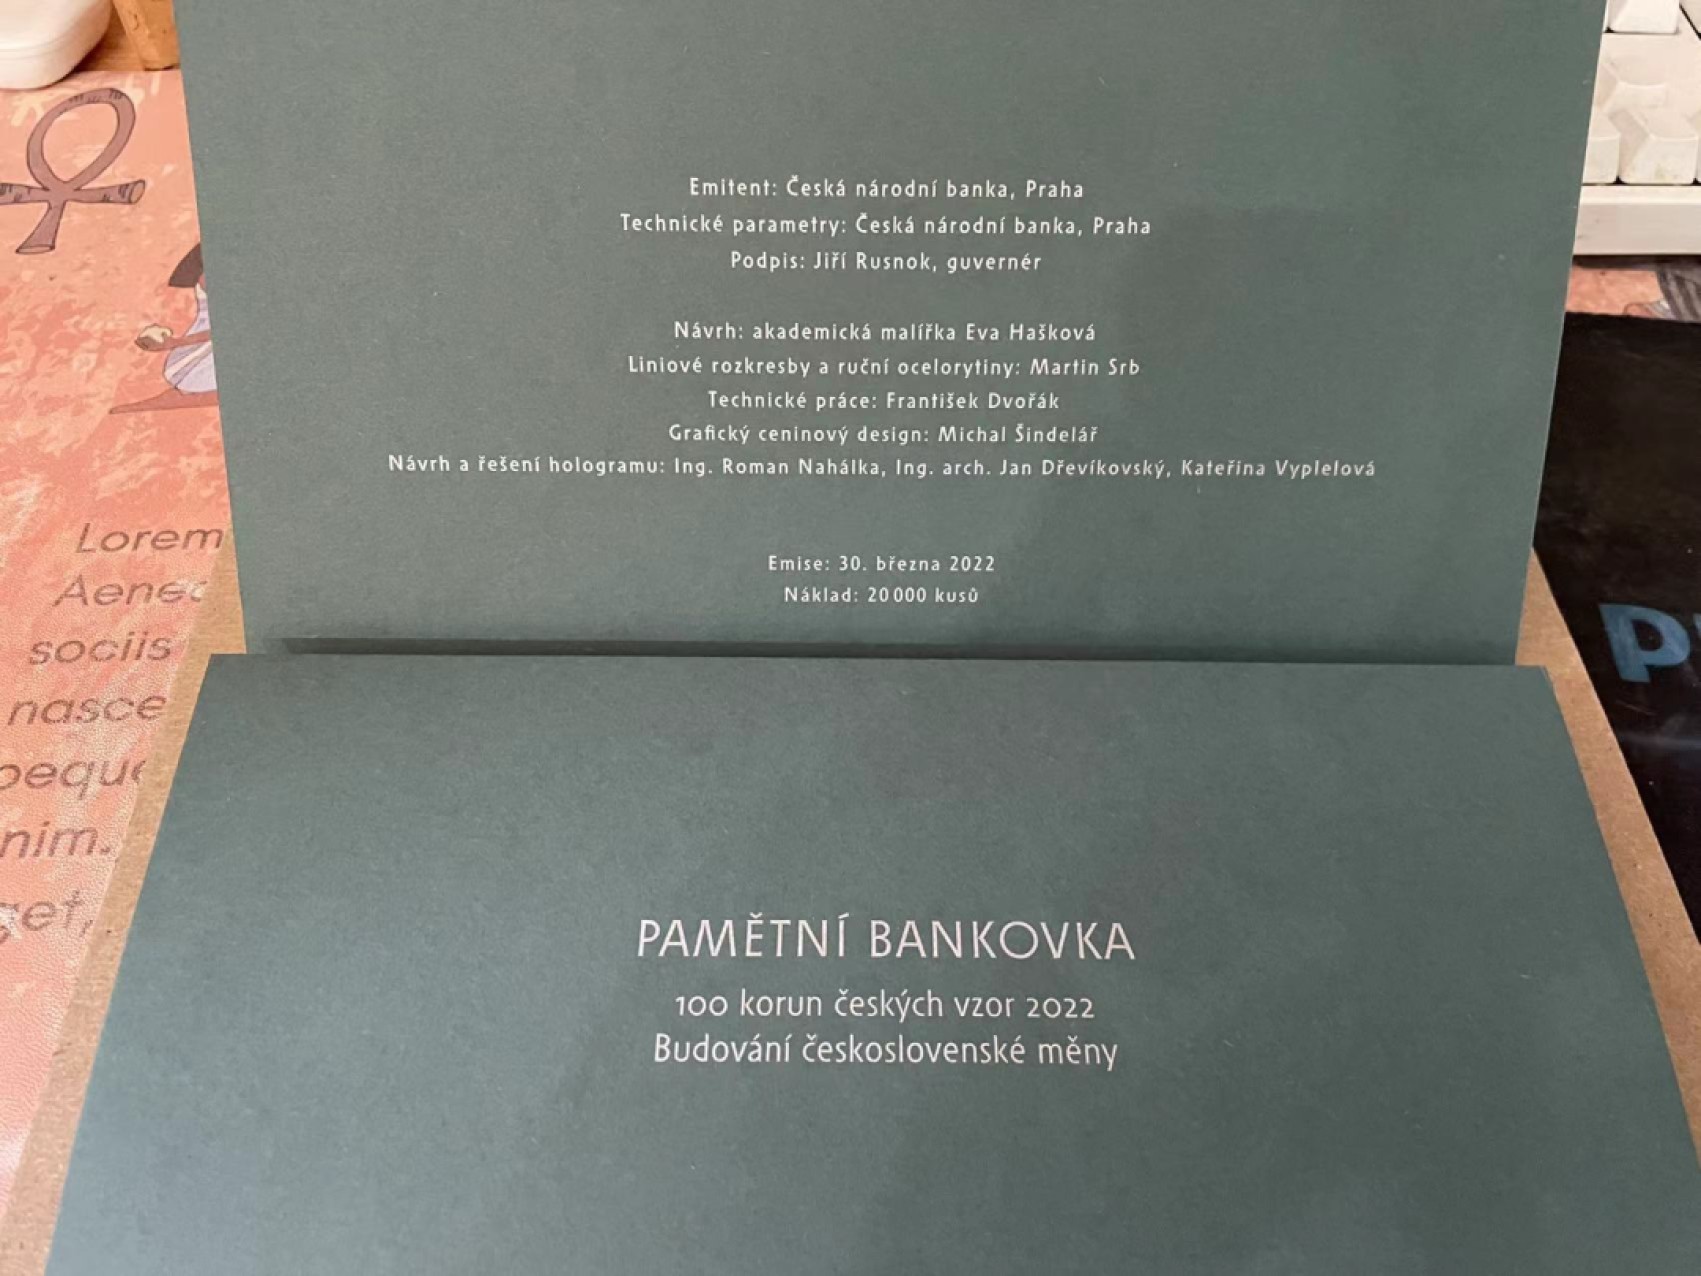 Emitent: Česká národní banka, Praha
Technické parametry: Česká národní banka, Praha
Podpis: Jiří Rusnok, guvernér
Návrh: akademická malířka Eva Hašková
Liniové rozkresby a ruční ocelorytiny: Martin Srb
Technické práce: František Dvořák
Grafický ceninový design: Michal Šindelář
Návrh a řešení hologramu: Ing. Roman Nahálka, Ing. arch. Jan Dřevíkovský, Kateřina Vyplelová
Emise: 30. března 2022
Náklad: 20 000 kusů
PAMĚTNÍ BANKOVKA
100 korun českých vzor 2022
Budování československé měny
Lorem
sociis